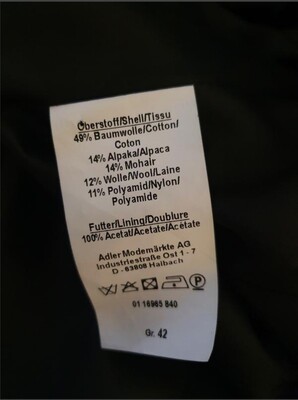 Oberstoff/Shell/Tissu
49% Baumwolle/Cotton/
Coton
14% Alpaka/Alpaca
14% Mohair
12% Wolle/Wool/Laine
11% Polyamid/Nylon/
Polyamide
Futter/Lining/Doublure
100% Acetat/Acetate/Acetate
Adler Modemärkte AG
Industriestraße Ost 1 - 7
D - 63808 Haibach
01 18965 840
Gr. 42